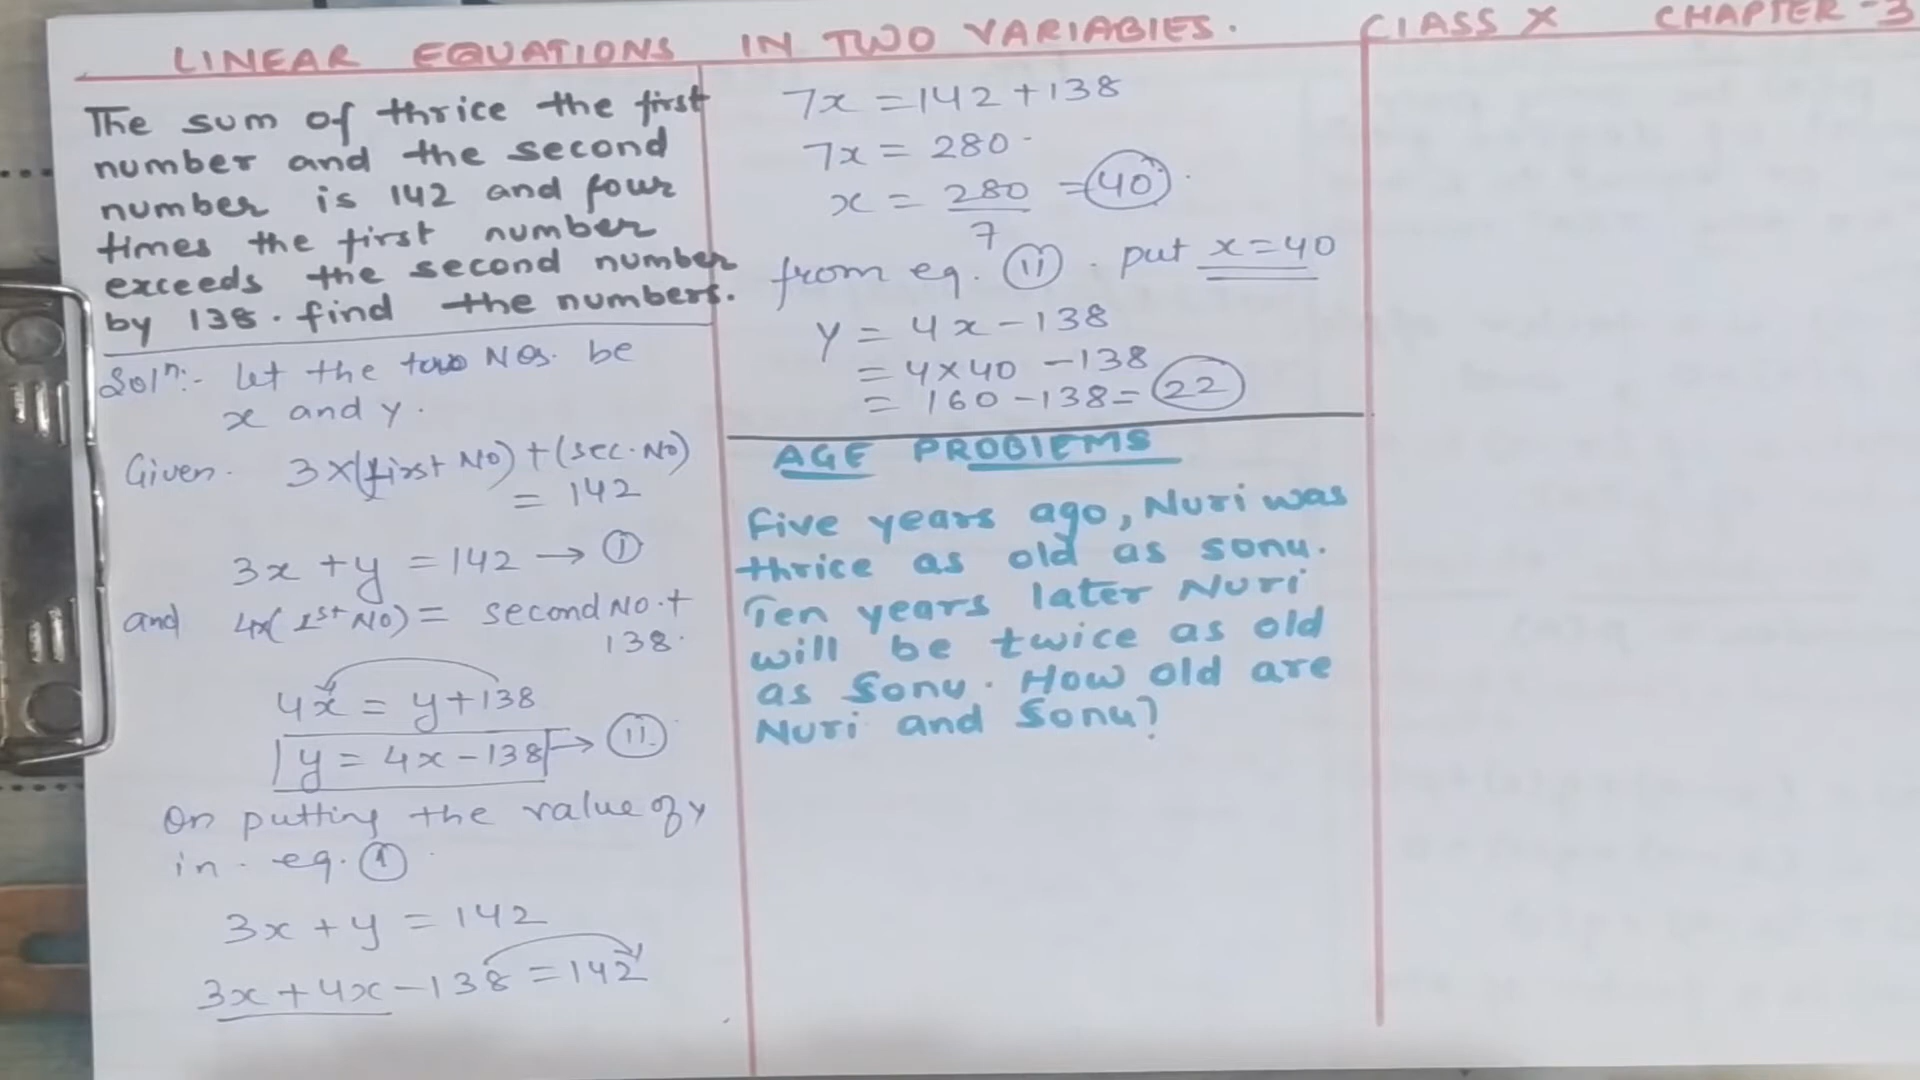 LINEAR EQUATIONS IN TWO VARIABLES. CLASS X CHAPTER-3
The sum of thrice the first
number and the second
number is 142 and four
times the first number
exceeds the second number
by 138. find the numbers.
Solⁿ:- Let the two NOs. be
x and y.
Given. 3×(first NO) + (sec. NO)
= 142
3x + y = 142 → (i)
and 4×(1st NO) = second NO. +
138.
4x = y + 138
y = 4x - 138 → (ii)
On putting the value of y
in. eq. (1)
3x + y = 142
3x + 4x - 138 = 142
7x = 142 + 138
7x = 280
x = 280/7 = 40
from eq. (ii). put x = 40
y = 4x - 138
= 4×40 - 138
= 160 - 138 = 22
AGE PROBLEMS
five years ago, Nuri was
thrice as old as sonu.
Ten years later Nuri
will be twice as old
as Sonu. How old are
Nuri and Sonu?